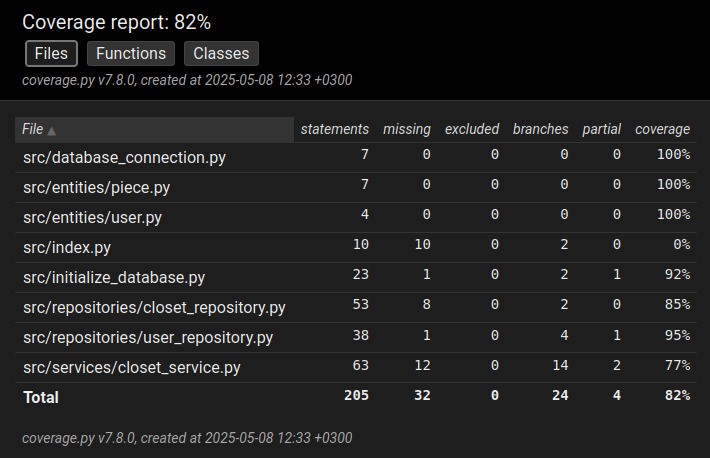 Coverage report: 82%
Files Functions Classes
coverage.py v7.8.0, created at 2025-05-08 12:33 +0300
File ▲ statements missing excluded branches partial coverage
src/database_connection.py 7 0 0 0 0 100%
src/entities/piece.py 7 0 0 0 0 100%
src/entities/user.py 4 0 0 0 0 100%
src/index.py 10 10 0 2 0 0%
src/initialize_database.py 23 1 0 2 1 92%
src/repositories/closet_repository.py 53 8 0 2 0 85%
src/repositories/user_repository.py 38 1 0 4 1 95%
src/services/closet_service.py 63 12 0 14 2 77%
Total 205 32 0 24 4 82%
coverage.py v7.8.0, created at 2025-05-08 12:33 +0300